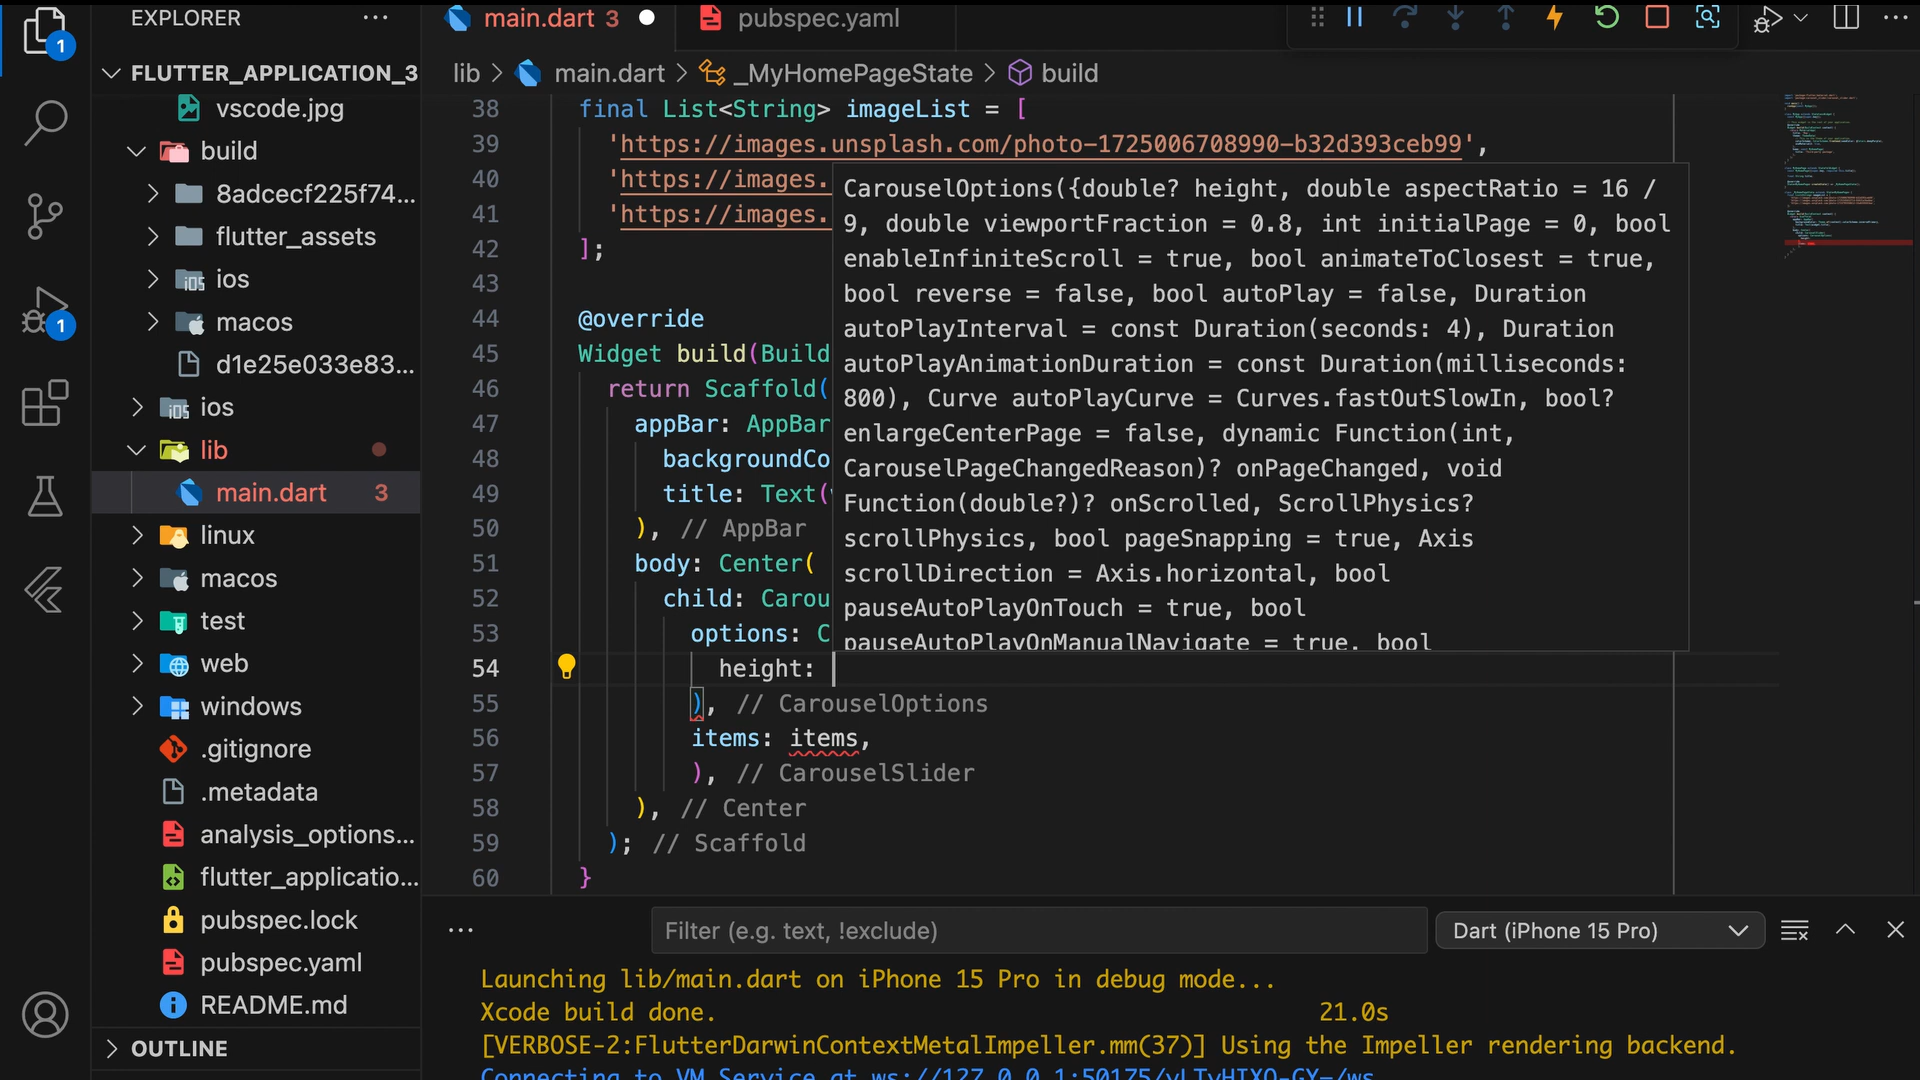 EXPLORER
1
FLUTTER_APPLICATION_3
vscode.jpg
build
8adcecf225f74...
flutter_assets
ios
macos
d1e25e033e83...
ios
lib
main.dart 3
linux
macos
test
web
windows
.gitignore
.metadata
analysis_options...
flutter_applicatio...
pubspec.lock
pubspec.yaml
README.md
OUTLINE
1
main.dart 3
pubspec.yaml
lib > main.dart > _MyHomePageState > build
38 final List<String> imageList = [
39 'https://images.unsplash.com/photo-1725006708990-b32d393ceb99',
40 'https://images.
41 'https://images.
42 ];
43
44 @override
45 Widget build(Build
46 return Scaffold(
47 appBar: AppBar
48 backgroundCo
49 title: Text(
50 ), // AppBar
51 body: Center(
52 child: Carou
53 options: C
54 height:
55 ), // CarouselOptions
56 items: items,
57 ), // CarouselSlider
58 ), // Center
59 ); // Scaffold
60 }
CarouselOptions({double? height, double aspectRatio = 16 /
9, double viewportFraction = 0.8, int initialPage = 0, bool
enableInfiniteScroll = true, bool animateToClosest = true,
bool reverse = false, bool autoPlay = false, Duration
autoPlayInterval = const Duration(seconds: 4), Duration
autoPlayAnimationDuration = const Duration(milliseconds:
800), Curve autoPlayCurve = Curves.fastOutSlowIn, bool?
enlargeCenterPage = false, dynamic Function(int,
CarouselPageChangedReason)? onPageChanged, void
Function(double?)? onScrolled, ScrollPhysics?
scrollPhysics, bool pageSnapping = true, Axis
scrollDirection = Axis.horizontal, bool
pauseAutoPlayOnTouch = true, bool
pauseAutoPlayOnManualNavigate = true, bool
Filter (e.g. text, !exclude)
Dart (iPhone 15 Pro)
Launching lib/main.dart on iPhone 15 Pro in debug mode...
Xcode build done. 21.0s
[VERBOSE-2:FlutterDarwinContextMetalImpeller.mm(37)] Using the Impeller rendering backend.
Connecting to VM Service at